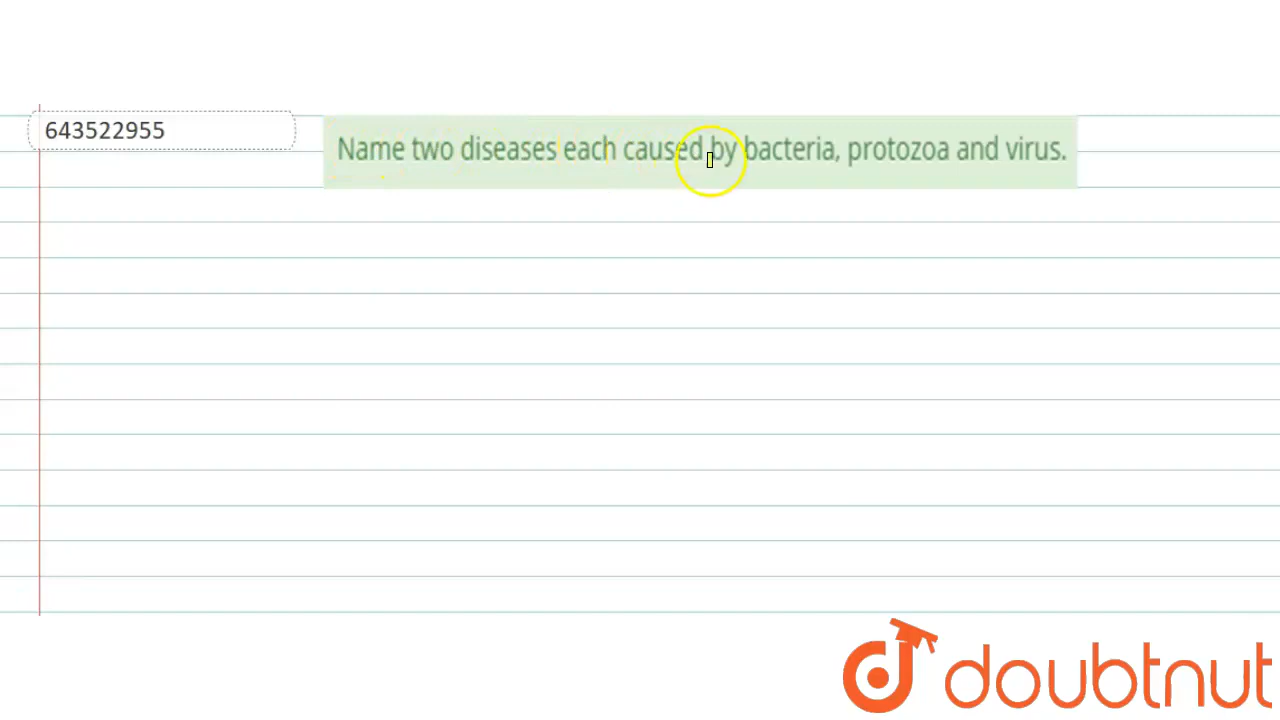 643522955
Name two diseases each caused by bacteria, protozoa and virus.
doubtnut